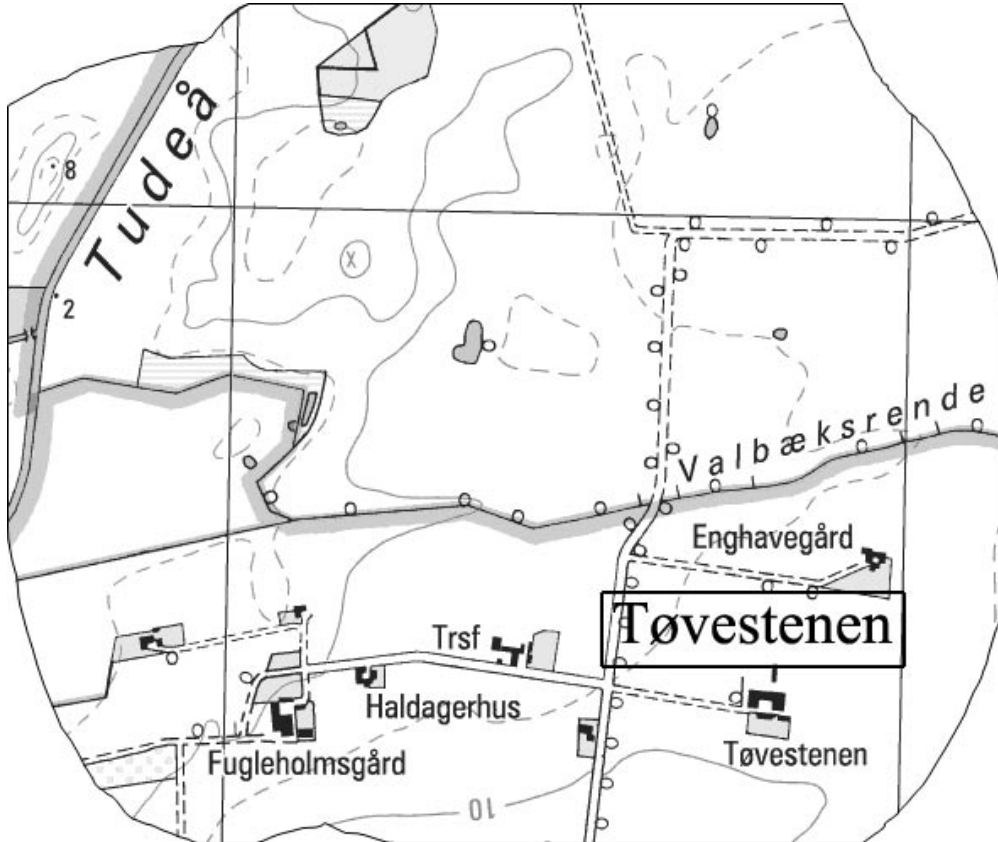 Tudeå
8
2
Valbæksrende
Enghavegård
Tøvestenen
Trsf
Haldagerhus
Fugleholmsgård
Tøvestenen
10